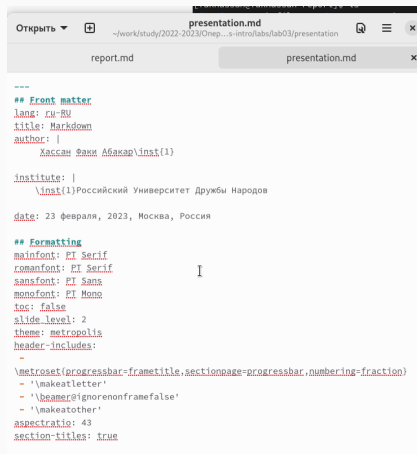 Открыть
presentation.md
~/work/study/2022-2023/Опер…s-intro/labs/lab03/presentation
report.md
presentation.md
---
## Front matter
lang: ru-RU
title: Markdown
author: |
Хассан Факи Абакар\inst{1}
institute: |
\inst{1}Российский Университет Дружбы Народов
date: 23 февраля, 2023, Москва, Россия
## Formatting
mainfont: PT Serif
romanfont: PT Serif
sansfont: PT Sans
monofont: PT Mono
toc: false
slide_level: 2
theme: metropolis
header-includes:
-
\metroset{progressbar=frametitle,sectionpage=progressbar,numbering=fraction}
- '\makeatletter'
- '\beamer@ignorenonframefalse'
- '\makeatother'
aspectratio: 43
section-titles: true